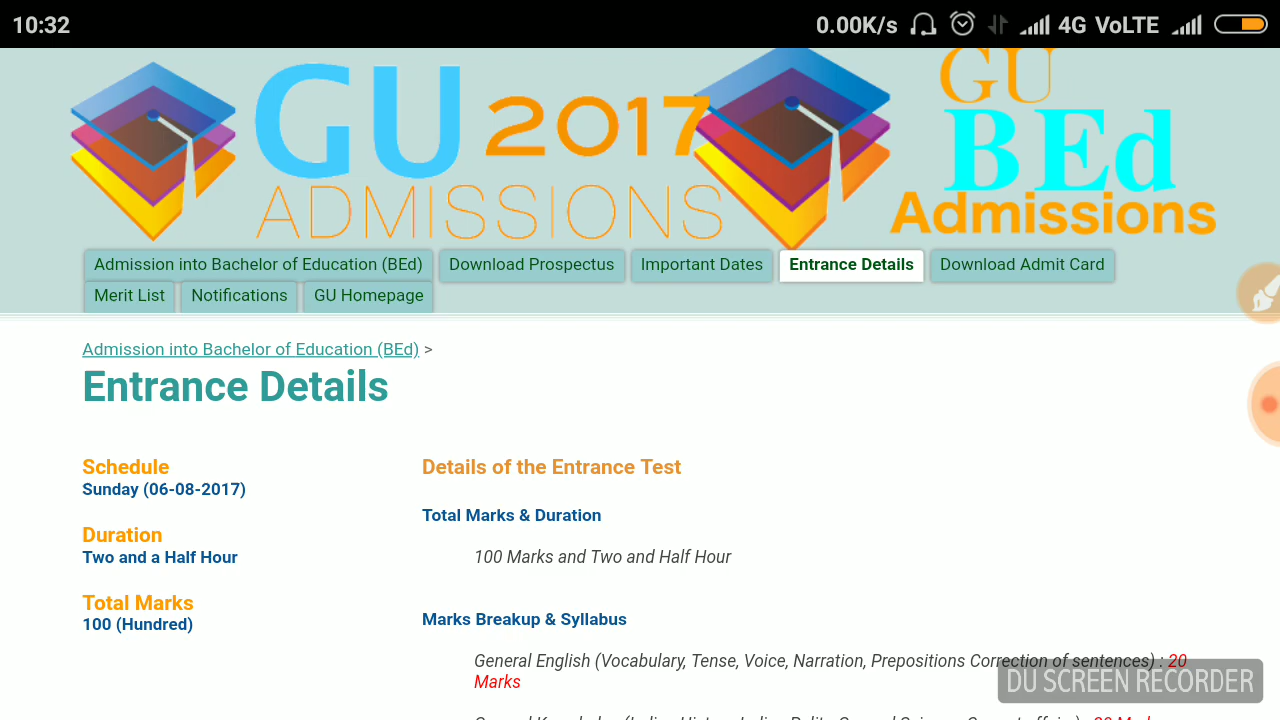 10:32
0.00K/s 4G VoLTE
GU 2017 ADMISSIONS
GU
BEd
Admissions
Admission into Bachelor of Education (BEd) Download Prospectus Important Dates Entrance Details Download Admit Card
Merit List Notifications GU Homepage
Admission into Bachelor of Education (BEd) >
Entrance Details
Schedule
Sunday (06-08-2017)
Duration
Two and a Half Hour
Total Marks
100 (Hundred)
Details of the Entrance Test
Total Marks & Duration
100 Marks and Two and Half Hour
Marks Breakup & Syllabus
General English (Vocabulary, Tense, Voice, Narration, Prepositions Correction of sentences) : 20
Marks
DU SCREEN RECORDER